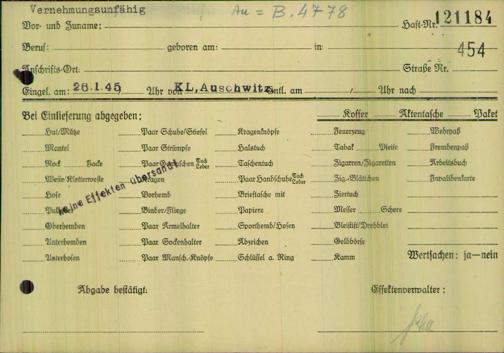 Vernehmungsunfähig Au = B.4778
Vor- und Zuname: Haft-Nr. 121184
Beruf: geboren am: in: 454
Anschrifts-Ort: Straße Nr.
Eingel. am: 26.1.45 Uhr von KL.Auschwitz Entl. am / Uhr nach
Bei Einlieferung abgegeben: Koffer Aktentasche Paket
Hut/Mütze Paar Schuhe/Stiefel Kragenknöpfe Feuerzeug Wehrpaß
Mantel Paar Strümpfe Halstuch Tabak Pfeife Fremdenpaß
Rock Jacke Paar Gamaschen Tuch Leder Taschentuch Zigarren/Zigaretten Arbeitsbuch
Weste/Kletterweste Kragen Paar Handschuhe Tuch Leder Zig.-Blättchen Invalidenkarte
Hose Vorhemd Brieftasche mit Ziertuch
Pullover Binder/Fliege Papiere Messer Schere
Oberhemden Paar Ärmelhalter Sporthemd/Hosen Bleistift/Drehblei
Unterhemden Paar Sockenhalter Abzeichen Geldbörse
Unterhosen Paar Mansch.-Knöpfe Schlüssel a. Ring Kamm Wertsachen: ja—nein
keine Effekten übersandt
Abgabe bestätigt: Effektenverwalter: